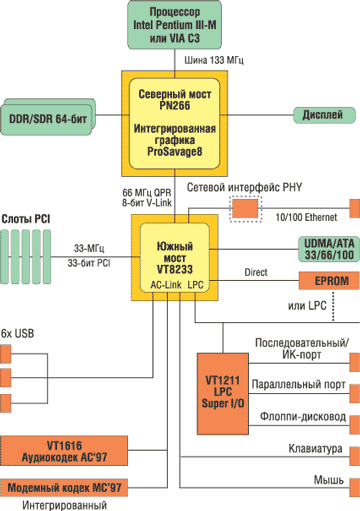 Процессор
Intel Pentium III-M
или VIA C3
Шина 133 МГц
DDR/SDR 64-бит
Северный мост
PN266
Интегрированная
графика
ProSavage8
Дисплей
66 МГц QPR
8-бит V-Link
Сетевой интерфейс PHY
10/100 Ethernet
Слоты PCI
33-МГц
33-бит PCI
Южный
мост
VT8233
AC-Link LPC
UDMA/ATA
33/66/100
Direct
EPROM
или LPC
6x USB
VT1211
LPC
Super I/O
Последовательный/
ИК-порт
Параллельный порт
Флоппи-дисковод
Клавиатура
Мышь
VT1616
Аудиокодек AC'97
Модемный кодек MC'97
Интегрированный